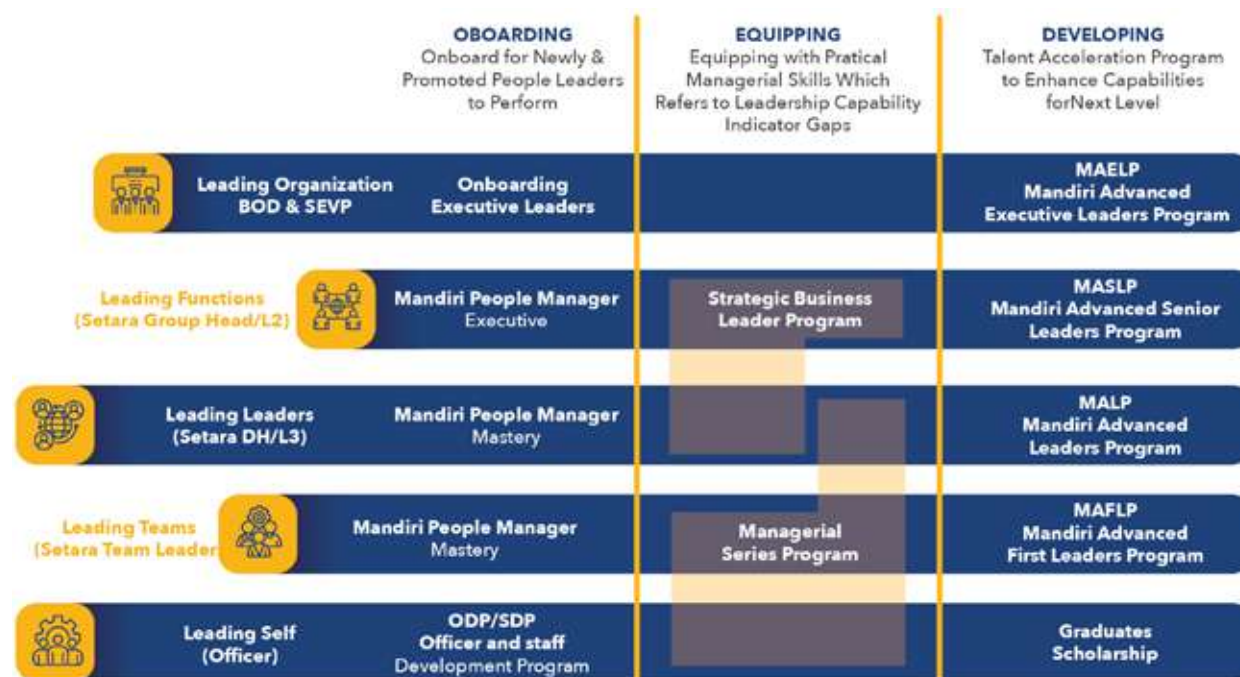 OBOARDING
Onboard for Newly &
Promoted People Leaders
to Perform
EQUIPPING
Equipping with Pratical
Managerial Skills Which
Refers to Leadership Capability
Indicator Gaps
DEVELOPING
Talent Acceleration Program
to Enhance Capabilities
forNext Level
Leading Organization
BOD & SEVP
Onboarding
Executive Leaders
MAELP
Mandiri Advanced
Executive Leaders Program
Leading Functions
(Setara Group Head/L2)
Mandiri People Manager
Executive
Strategic Business
Leader Program
MASLP
Mandiri Advanced Senior
Leaders Program
Leading Leaders
(Setara DH/L3)
Mandiri People Manager
Mastery
MALP
Mandiri Advanced
Leaders Program
Leading Teams
(Setara Team Leader
Mandiri People Manager
Mastery
Managerial
Series Program
MAFLP
Mandiri Advanced
First Leaders Program
Leading Self
(Officer)
ODP/SDP
Officer and staff
Development Program
Graduates
Scholarship